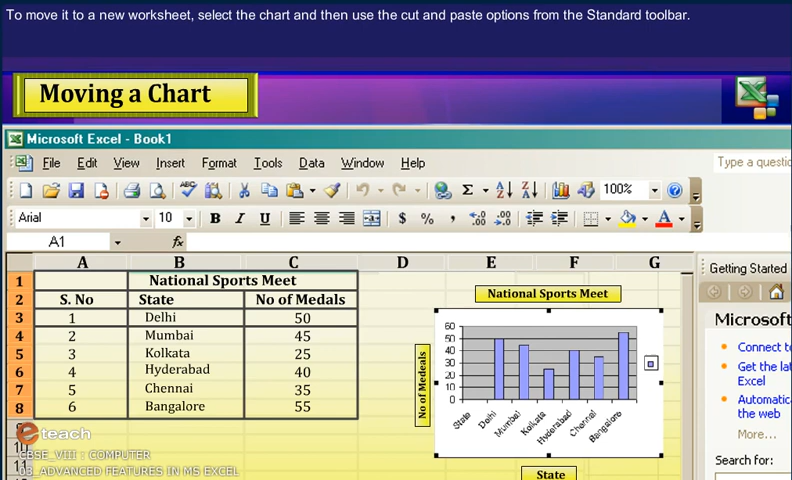 To move it to a new worksheet, select the chart and then use the cut and paste options from the Standard toolbar.
Moving a Chart
Microsoft Excel - Book1
File Edit View Insert Format Tools Data Window Help
Type a questio
Σ
100%
Arial 10 B I U $ % ,
A1 fx
A B C D E F G
Getting Started
1 National Sports Meet
2 S. No State No of Medals
3 1 Delhi 50
4 2 Mumbai 45
5 3 Kolkata 25
6 4 Hyderabad 40
7 5 Chennai 35
8 6 Bangalore 55
9
10
11
National Sports Meet
60
50
40
30
20
10
0
No of Medeals
State Delhi Mumbai Kolkata Hyderabad Chennai Bangalore
State
Microsoft
Connect to
Get the lat
Excel
Automatic
the web
More...
Search for:
e teach
CBSE_VIII : COMPUTER
03_ADVANCED FEATURES IN MS EXCEL